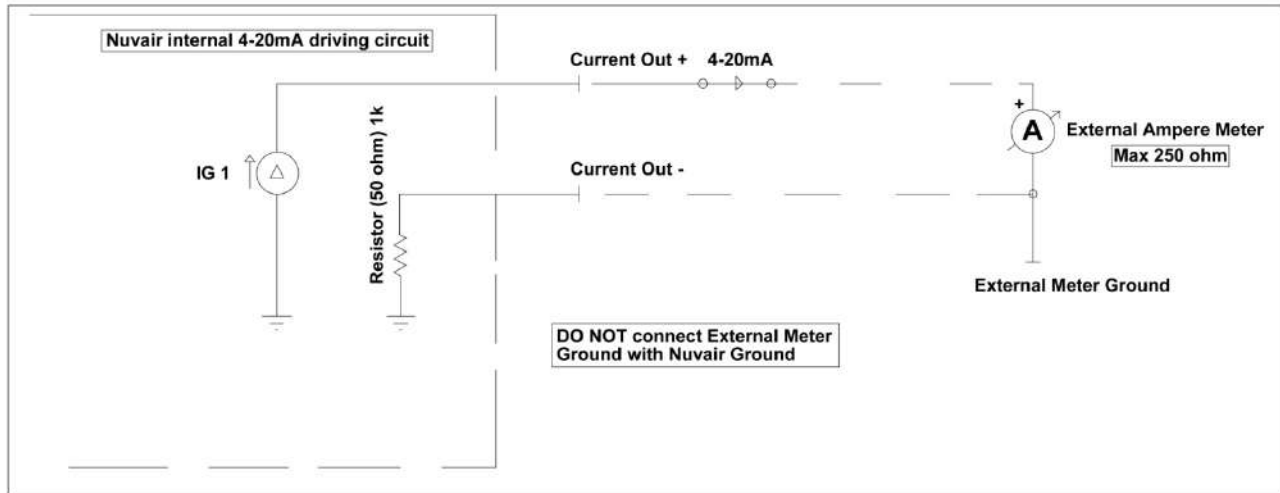 Nuvair internal 4-20mA driving circuit
Current Out + 4-20mA
IG 1
Resistor (50 ohm) 1k
+
A
External Ampere Meter
Max 250 ohm
Current Out -
External Meter Ground
DO NOT connect External Meter
Ground with Nuvair Ground